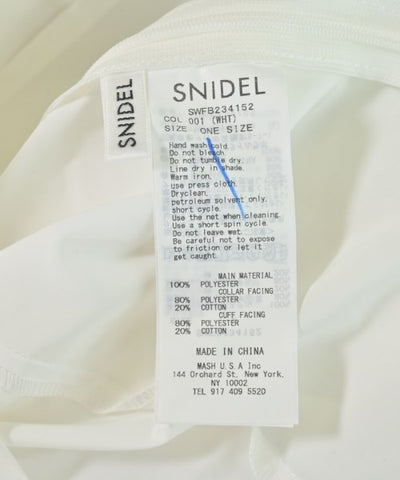 SNIDEL
SNIDEL
SWFB234152
COL 001 (WHT)
SIZE ONE SIZE
Hand wash cold.
Do not bleach.
Do not tumble dry.
Line dry in shade.
Warm iron.
use press cloth.
Dryclean.
petroleum solvent only.
short cycle.
Use the net when cleaning.
Use a short spin cycle.
Do not leave wet.
Be careful not to expose
to friction or let it
get caught.
MAIN MATERIAL
100% POLYESTER
COLLAR FACING
80% POLYESTER
20% COTTON
CUFF FACING
80% POLYESTER
20% COTTON
MADE IN CHINA
MASH U.S.A Inc
144 Orchard St. New York,
NY 10002
TEL 917 409 5520